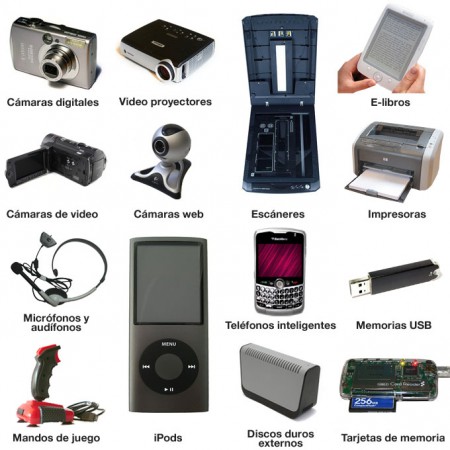 Cámaras digitales
Video proyectores
E-libros
Cámaras de video
Cámaras web
Escáneres
Impresoras
Micrófonos y
audífonos
MENU
Teléfonos inteligentes
Memorias USB
Mandos de juego
iPods
Discos duros
externos
256MB
Tarjetas de memoria